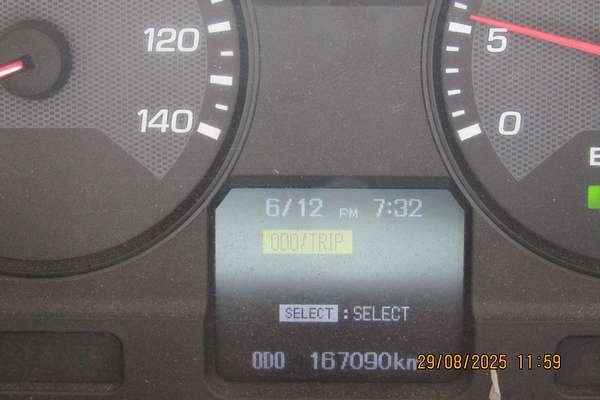 120
140
5
0
6/12 PM 7:32
ODO/TRIP
SELECT : SELECT
ODO 167090km
29/08/2025 11:59